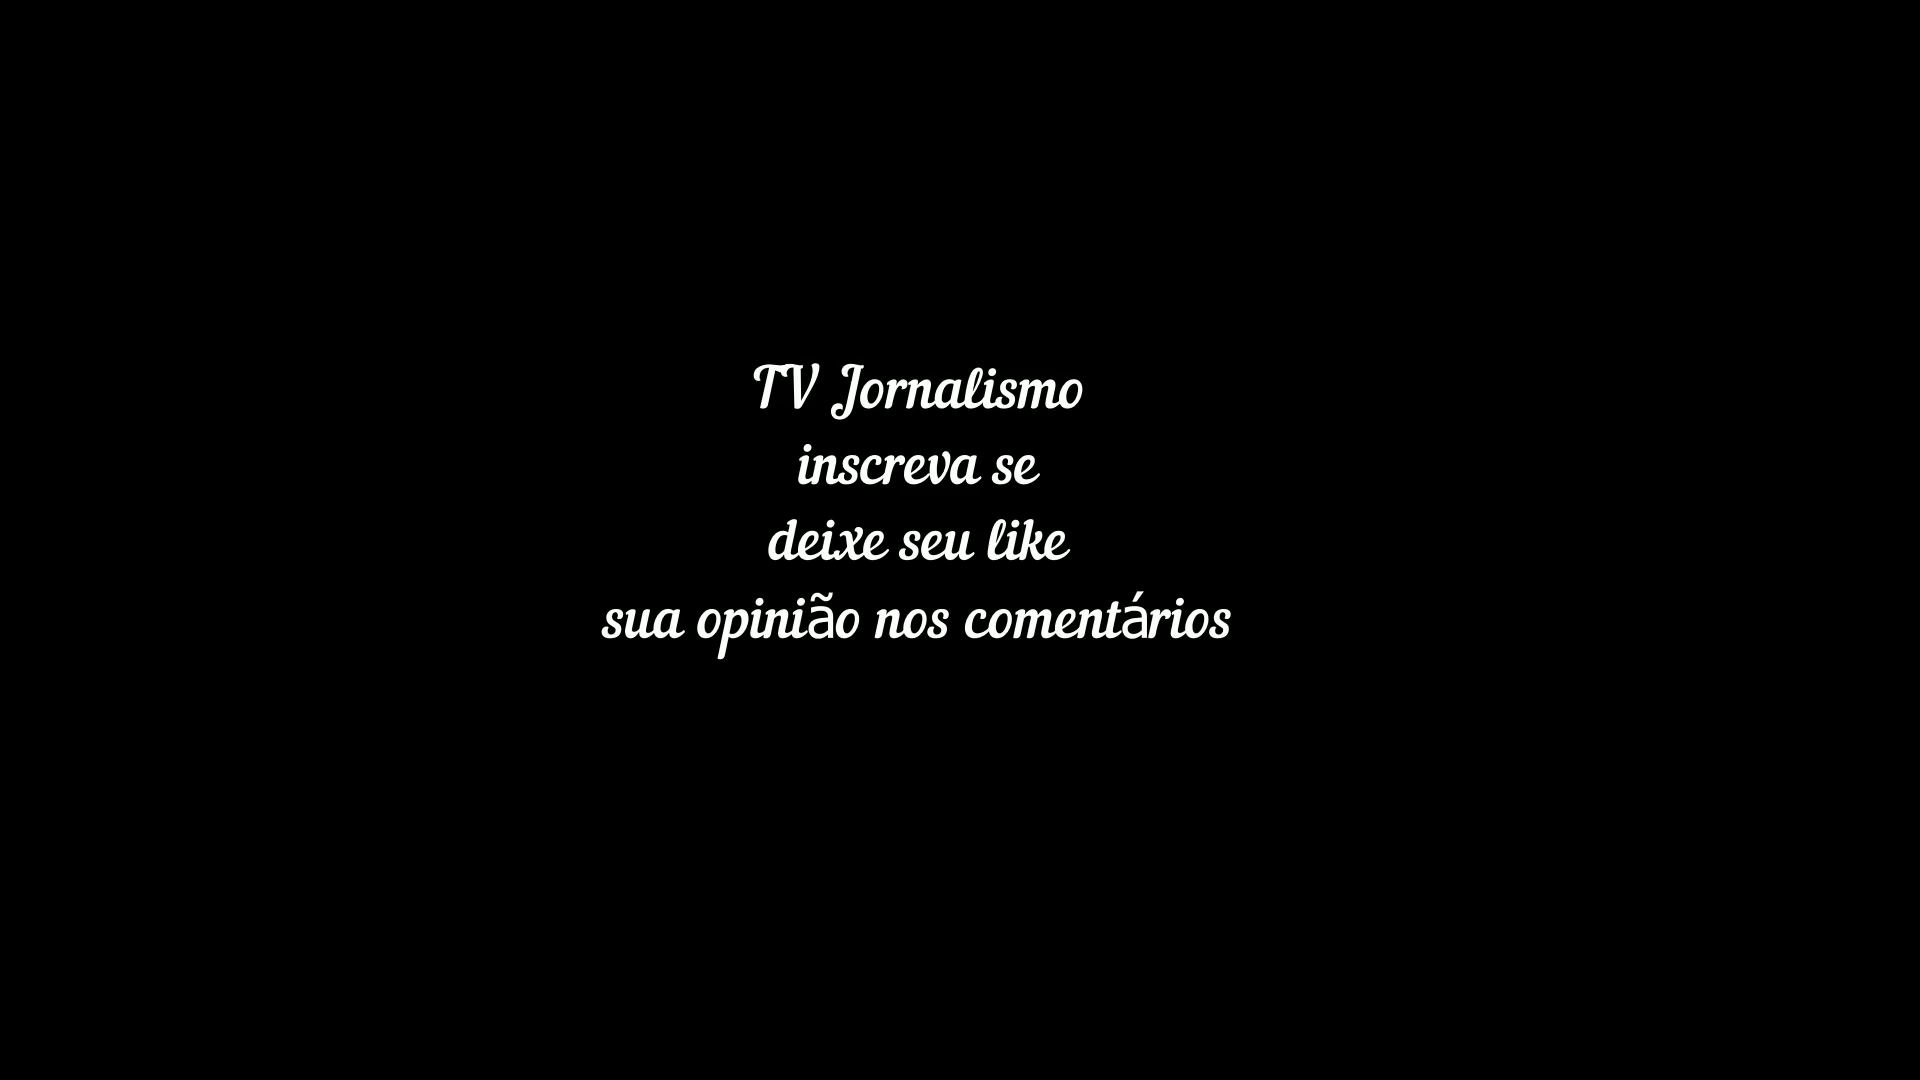 TV Jornalismo
inscreva se
deixe seu like
sua opinião nos comentários